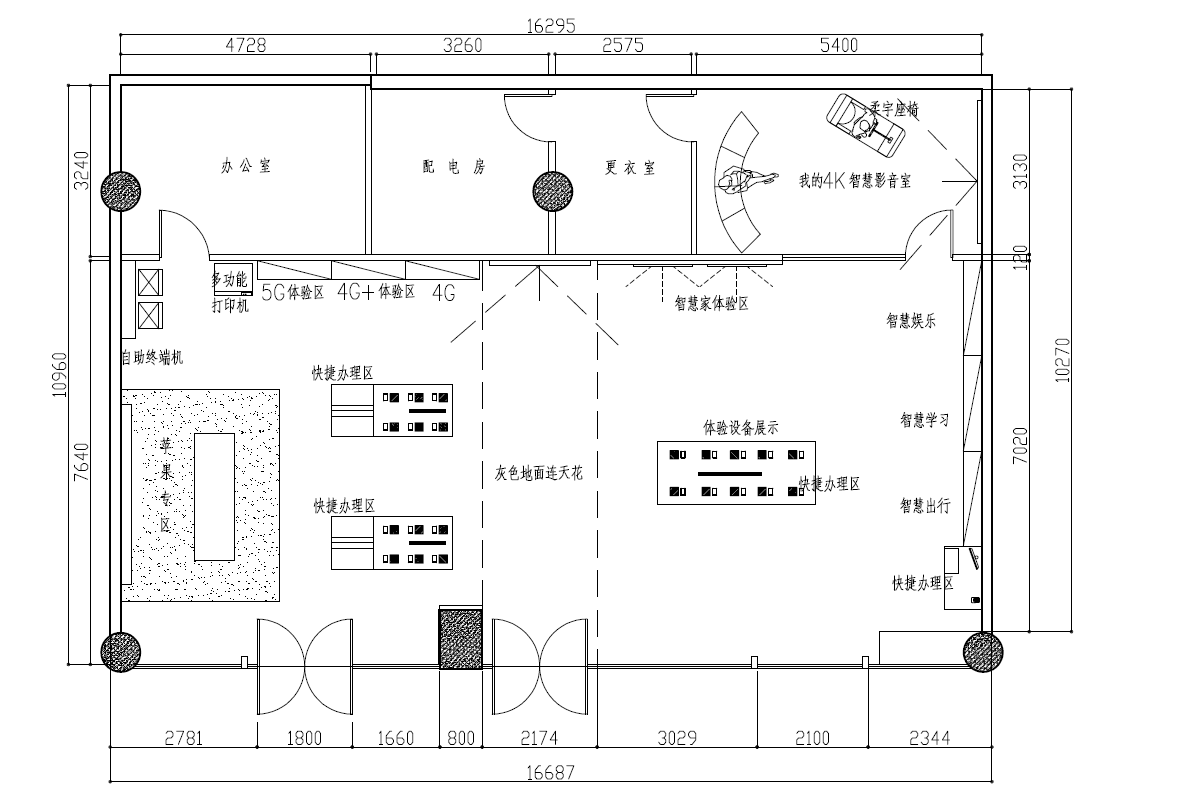 16295
4728
3260
2575
5400
柔宇座椅
办公室
配电房
更衣室
我的4K智慧影音室
3240
3130
120
多功能
打印机
5G体验区
4G+体验区
4G
智慧家体验区
智慧娱乐
自助终端机
快捷办理区
10960
10270
7640
7020
苹果专区
体验设备展示
智慧学习
灰色地面连天花
快捷办理区
快捷办理区
智慧出行
快捷办理区
2781
1800
1660
800
2174
3029
2100
2344
16687